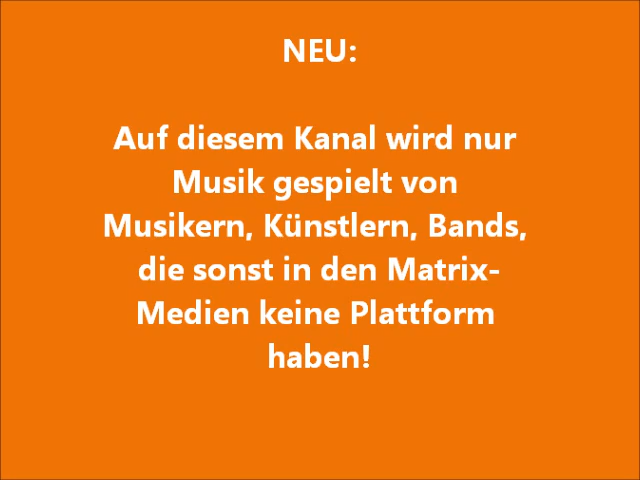 NEU:
Auf diesem Kanal wird nur
Musik gespielt von
Musikern, Künstlern, Bands,
die sonst in den Matrix-
Medien keine Plattform
haben!